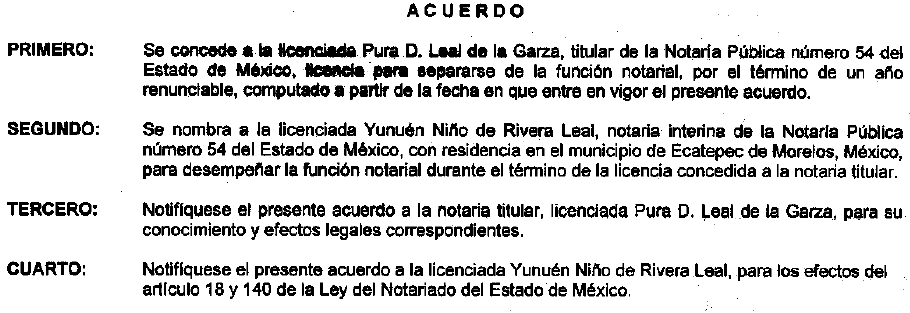 ACUERDO
PRIMERO: Se concede a la licenciada Pura D. Leal de la Garza, titular de la Notaría Pública número 54 del
Estado de México, licencia para separarse de la función notarial, por el término de un año
renunciable, computado a partir de la fecha en que entre en vigor el presente acuerdo.
SEGUNDO: Se nombra a la licenciada Yunuén Niño de Rivera Leal, notaria interina de la Notaría Pública
número 54 del Estado de México, con residencia en el municipio de Ecatepec de Morelos, México,
para desempeñar la función notarial durante el término de la licencia concedida a la notaria titular.
TERCERO: Notifíquese el presente acuerdo a la notaria titular, licenciada Pura D. Leal de la Garza, para su
conocimiento y efectos legales correspondientes.
CUARTO: Notifíquese el presente acuerdo a la licenciada Yunuén Niño de Rivera Leal, para los efectos del
artículo 18 y 140 de la Ley del Notariado del Estado de México.